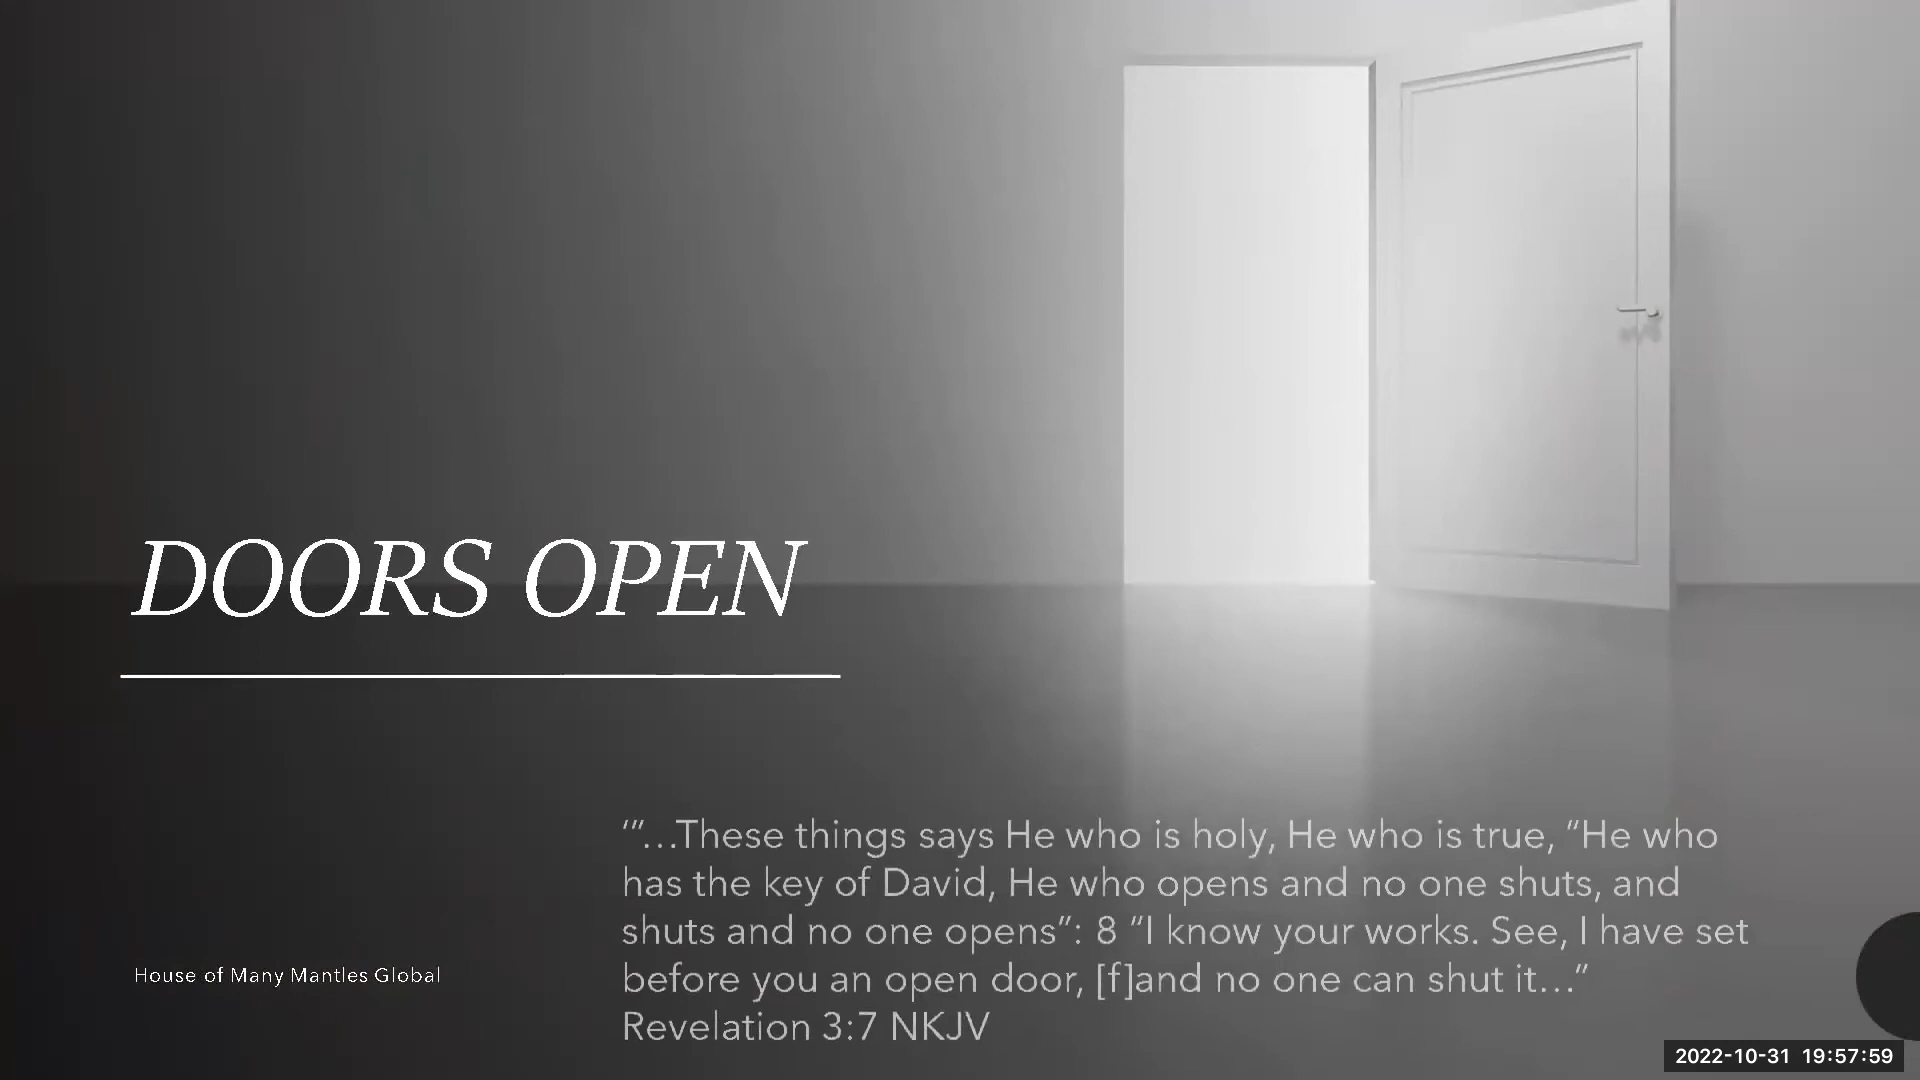 DOORS OPEN
‘”…These things says He who is holy, He who is true, “He who
has the key of David, He who opens and no one shuts, and
shuts and no one opens”: 8 “I know your works. See, I have set
before you an open door, [f]and no one can shut it…”
Revelation 3:7 NKJV
House of Many Mantles Global
2022-10-31 19:57:59